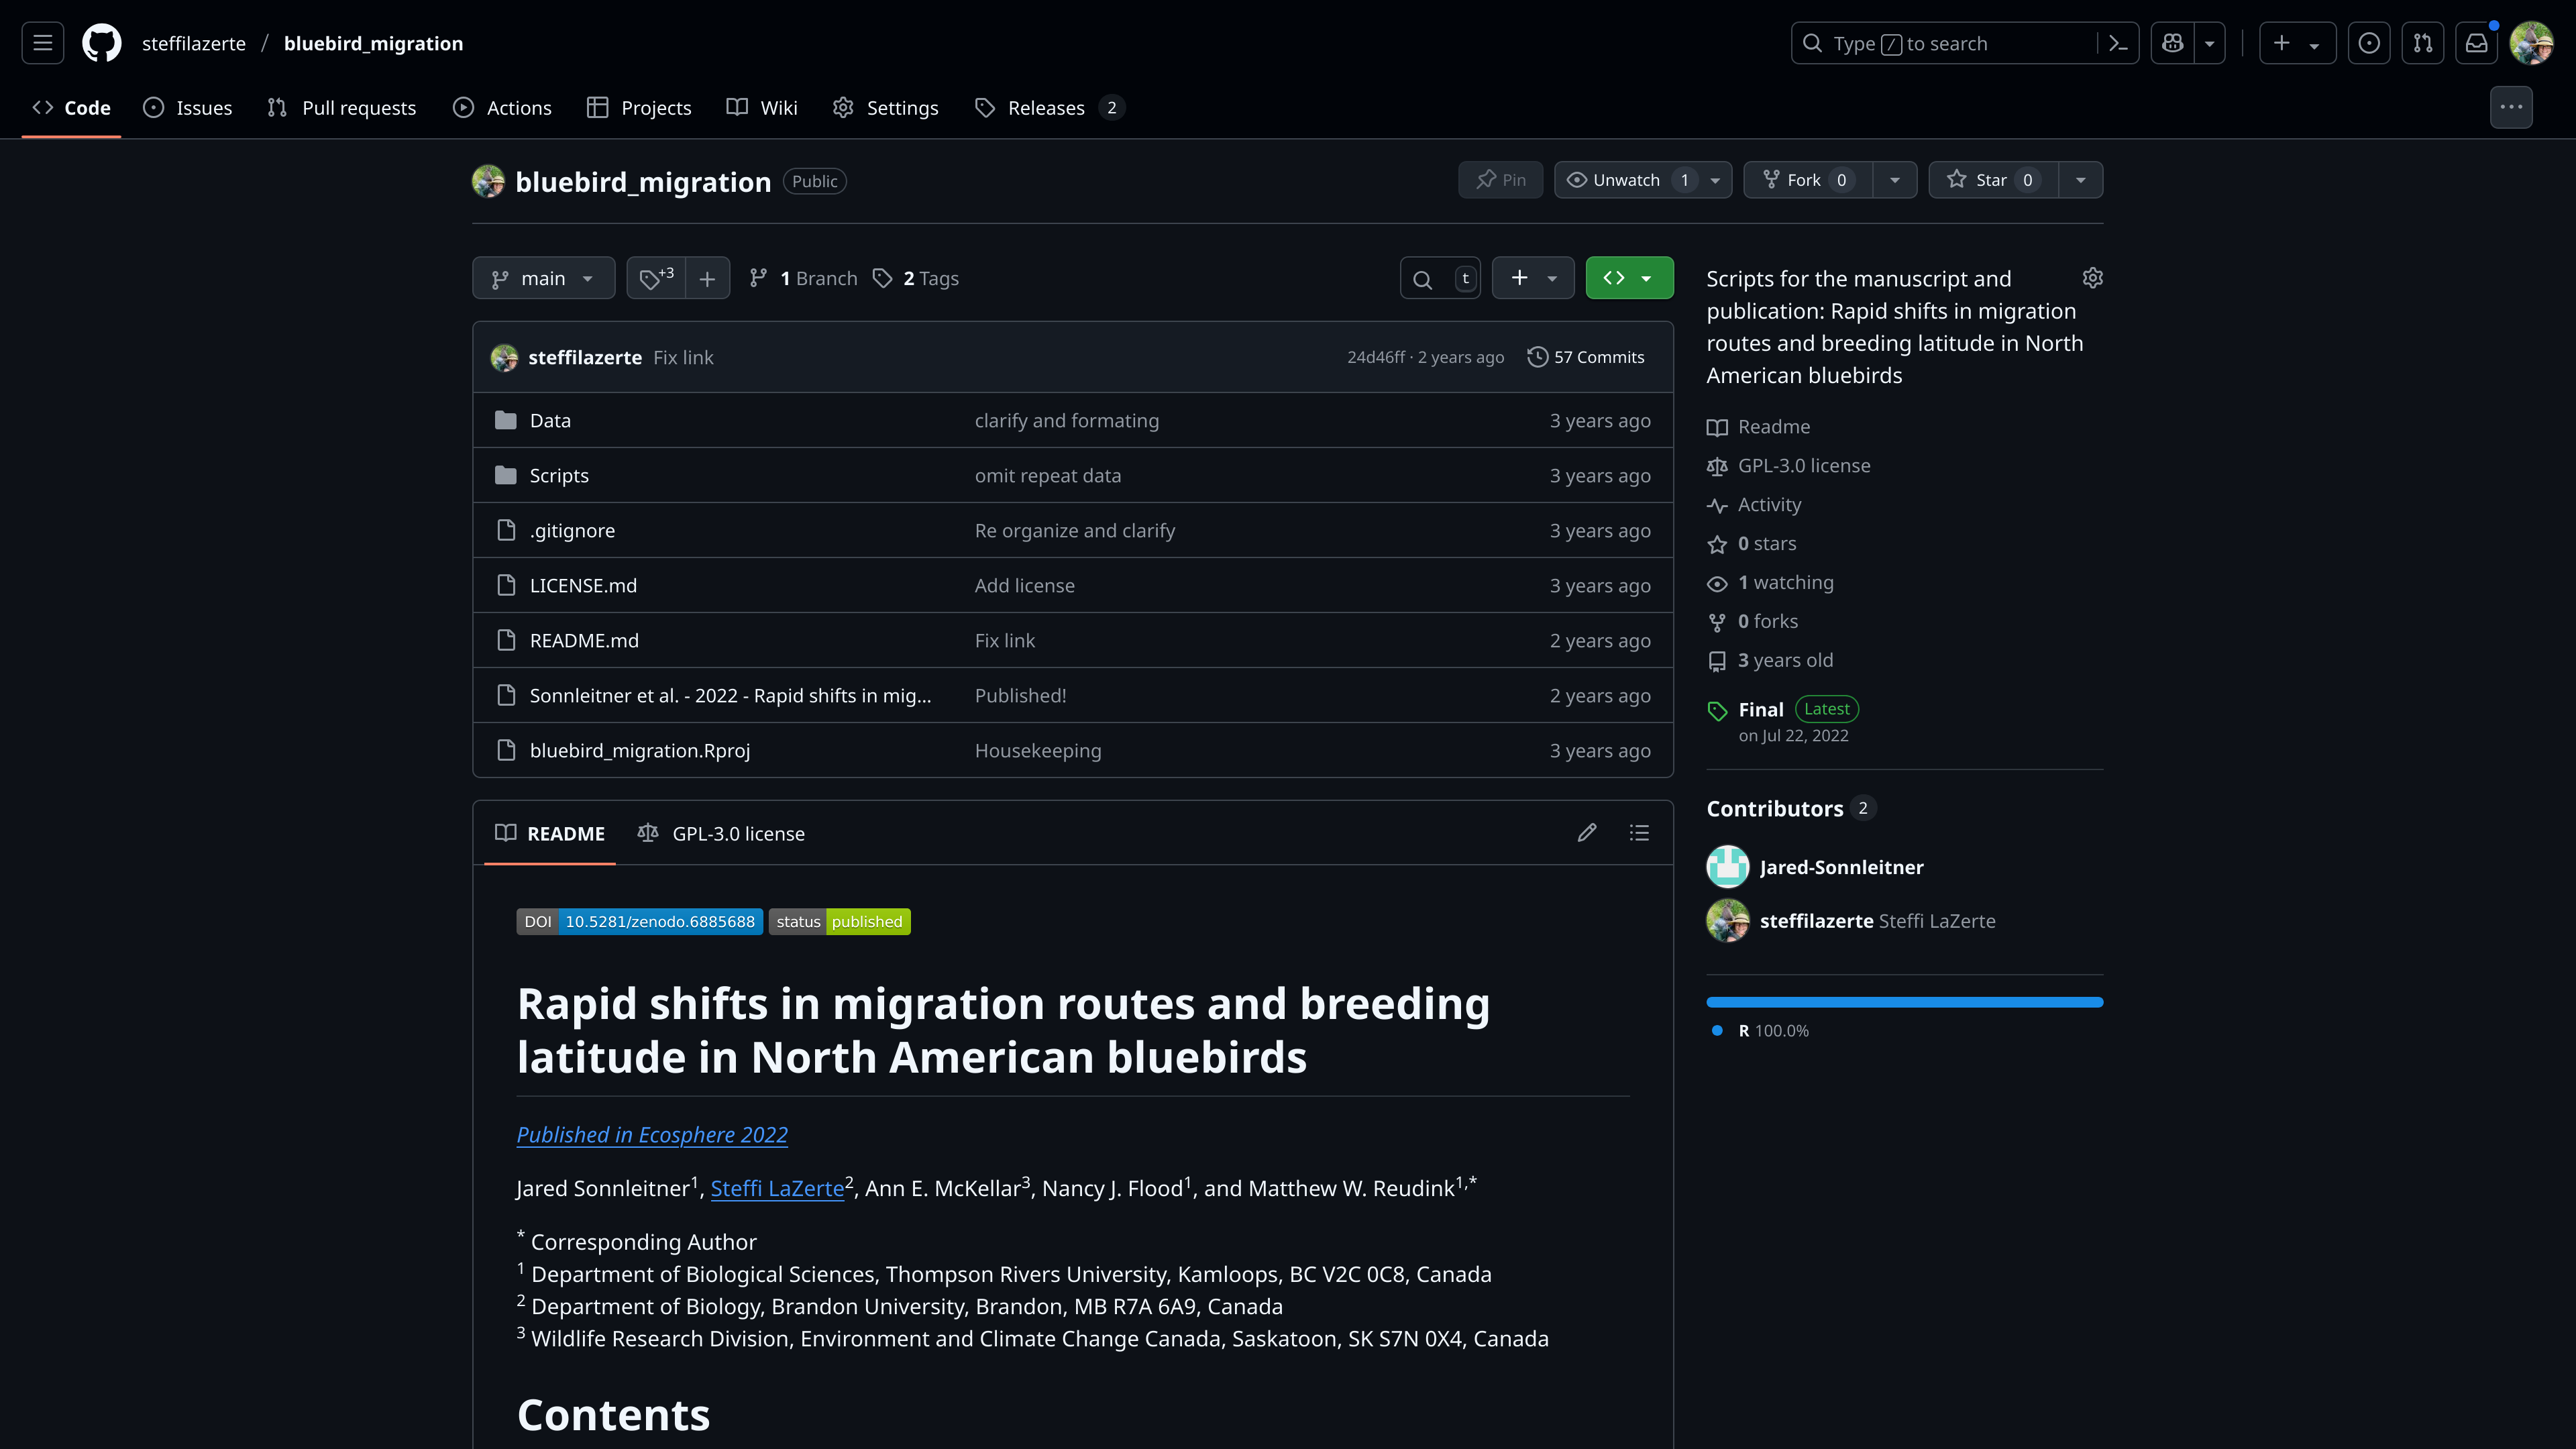 steffilazerte / bluebird_migration
Type / to search
Code Issues Pull requests Actions Projects Wiki Settings Releases 2
bluebird_migration Public
Pin Unwatch 1 Fork 0 Star 0
main +3 1 Branch 2 Tags t
steffilazerte Fix link 24d46ff · 2 years ago 57 Commits
Data clarify and formating 3 years ago
Scripts omit repeat data 3 years ago
.gitignore Re organize and clarify 3 years ago
LICENSE.md Add license 3 years ago
README.md Fix link 2 years ago
Sonnleitner et al. - 2022 - Rapid shifts in mig... Published! 2 years ago
bluebird_migration.Rproj Housekeeping 3 years ago
README GPL-3.0 license
DOI 10.5281/zenodo.6885688 status published
Rapid shifts in migration routes and breeding
latitude in North American bluebirds
Published in Ecosphere 2022
Jared Sonnleitner1, Steffi LaZerte2, Ann E. McKellar3, Nancy J. Flood1, and Matthew W. Reudink1,*
* Corresponding Author
1 Department of Biological Sciences, Thompson Rivers University, Kamloops, BC V2C 0C8, Canada
2 Department of Biology, Brandon University, Brandon, MB R7A 6A9, Canada
3 Wildlife Research Division, Environment and Climate Change Canada, Saskatoon, SK S7N 0X4, Canada
Contents
Scripts for the manuscript and
publication: Rapid shifts in migration
routes and breeding latitude in North
American bluebirds
Readme
GPL-3.0 license
Activity
0 stars
1 watching
0 forks
3 years old
Final Latest
on Jul 22, 2022
Contributors 2
Jared-Sonnleitner
steffilazerte Steffi LaZerte
R 100.0%